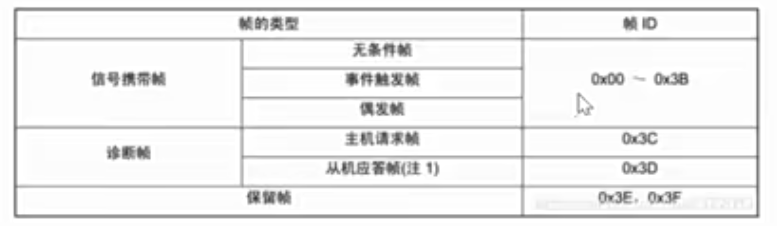 帧的类型 帧 ID
信号携带帧 无条件帧 0x00 ～ 0x3B
事件触发帧
偶发帧
诊断帧 主机请求帧 0x3C
从机应答帧(注 1) 0x3D
保留帧 0x3E，0x3F